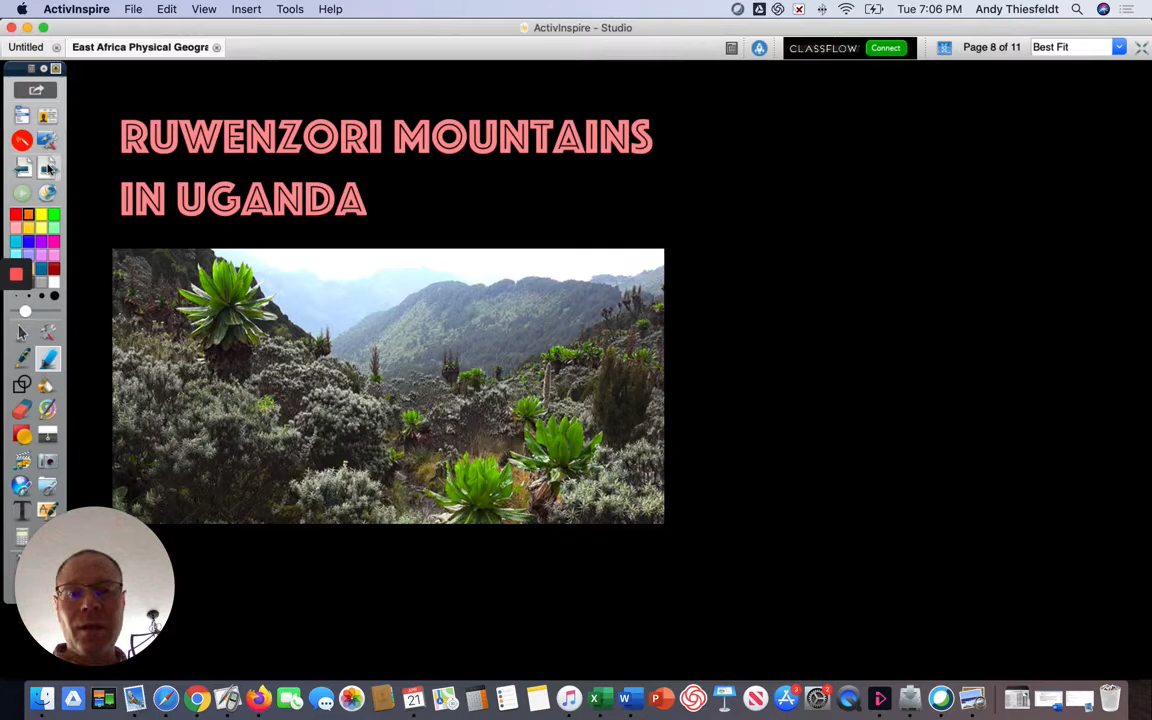 ActivInspire File Edit View Insert Tools Help Tue 7:06 PM Andy Thiesfeldt
ActivInspire - Studio
Untitled East Africa Physical Geogra CLASSFLOW Connect Page 8 of 11 Best Fit
RUWENZORI MOUNTAINS
IN UGANDA